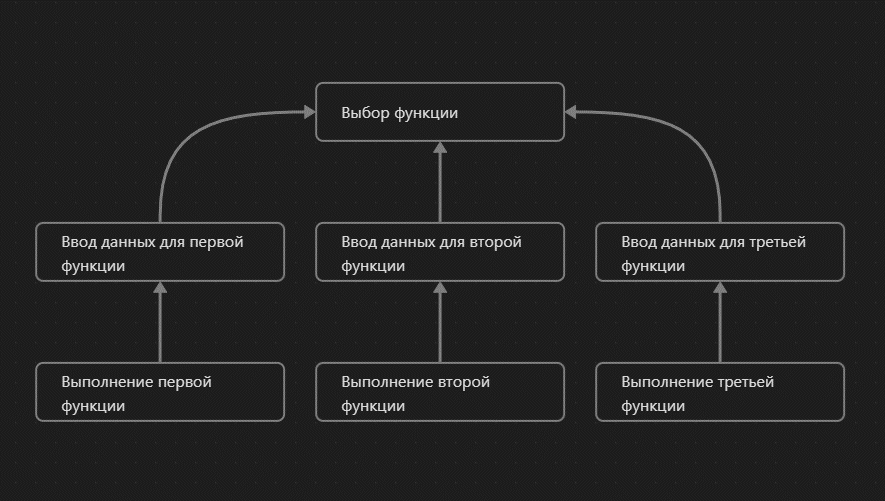 Выбор функции
Ввод данных для первой
функции
Ввод данных для второй
функции
Ввод данных для третьей
функции
Выполнение первой
функции
Выполнение второй
функции
Выполнение третьей
функции